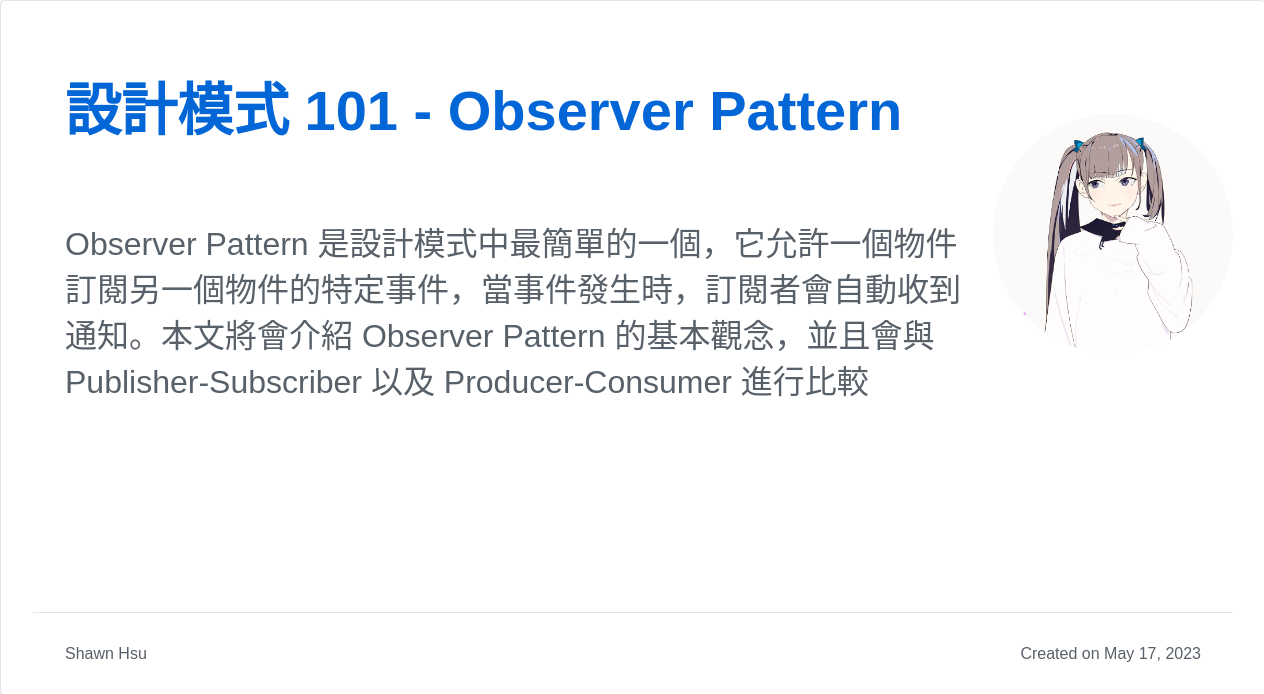 設計模式 101 - Observer Pattern
Observer Pattern 是設計模式中最簡單的一個，它允許一個物件
訂閱另一個物件的特定事件，當事件發生時，訂閱者會自動收到
通知。本文將會介紹 Observer Pattern 的基本觀念，並且會與
Publisher-Subscriber 以及 Producer-Consumer 進行比較
Shawn Hsu
Created on May 17, 2023